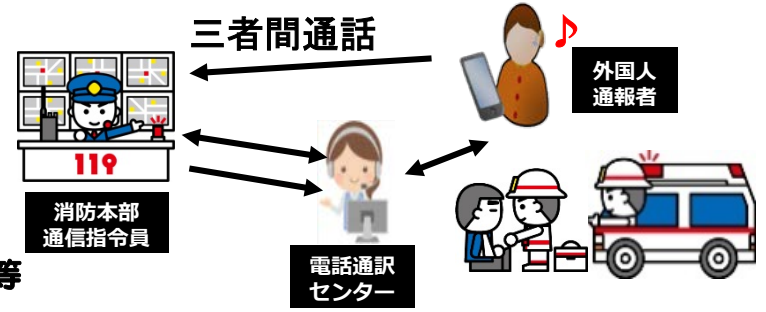 三者間通話
外国人
通報者
119
消防本部
通信指令員
電話通訳
センター
等